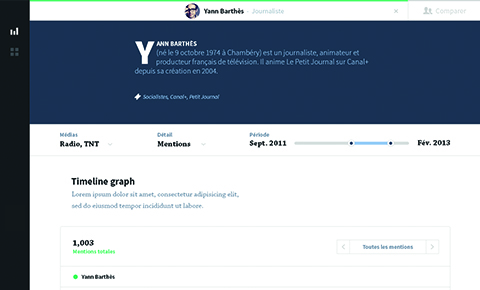 Yann Barthès - Journaliste × Comparer
YANN BARTHÈS
(né le 9 octobre 1974 à Chambéry) est un journaliste, animateur et
producteur français de télévision. Il anime Le Petit Journal sur Canal+
depuis sa création en 2004.
Socialistes, Canal+, Petit Journal
Médias Détail Période
Radio, TNT Mentions Sept. 2011 Fév. 2013
Timeline graph
Lorem ipsum dolor sit amet, consectetur adipisicing elit,
sed do eiusmod tempor incididunt ut labore.
1,003
Mentions totales
< Toutes les mentions >
Yann Barthès